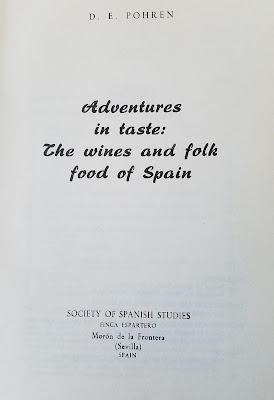 D. E. POHREN
Adventures
in taste:
The wines and folk
food of Spain
SOCIETY OF SPANISH STUDIES
FINCA ESPARTERO
Morón de la Frontera
(Sevilla)
SPAIN